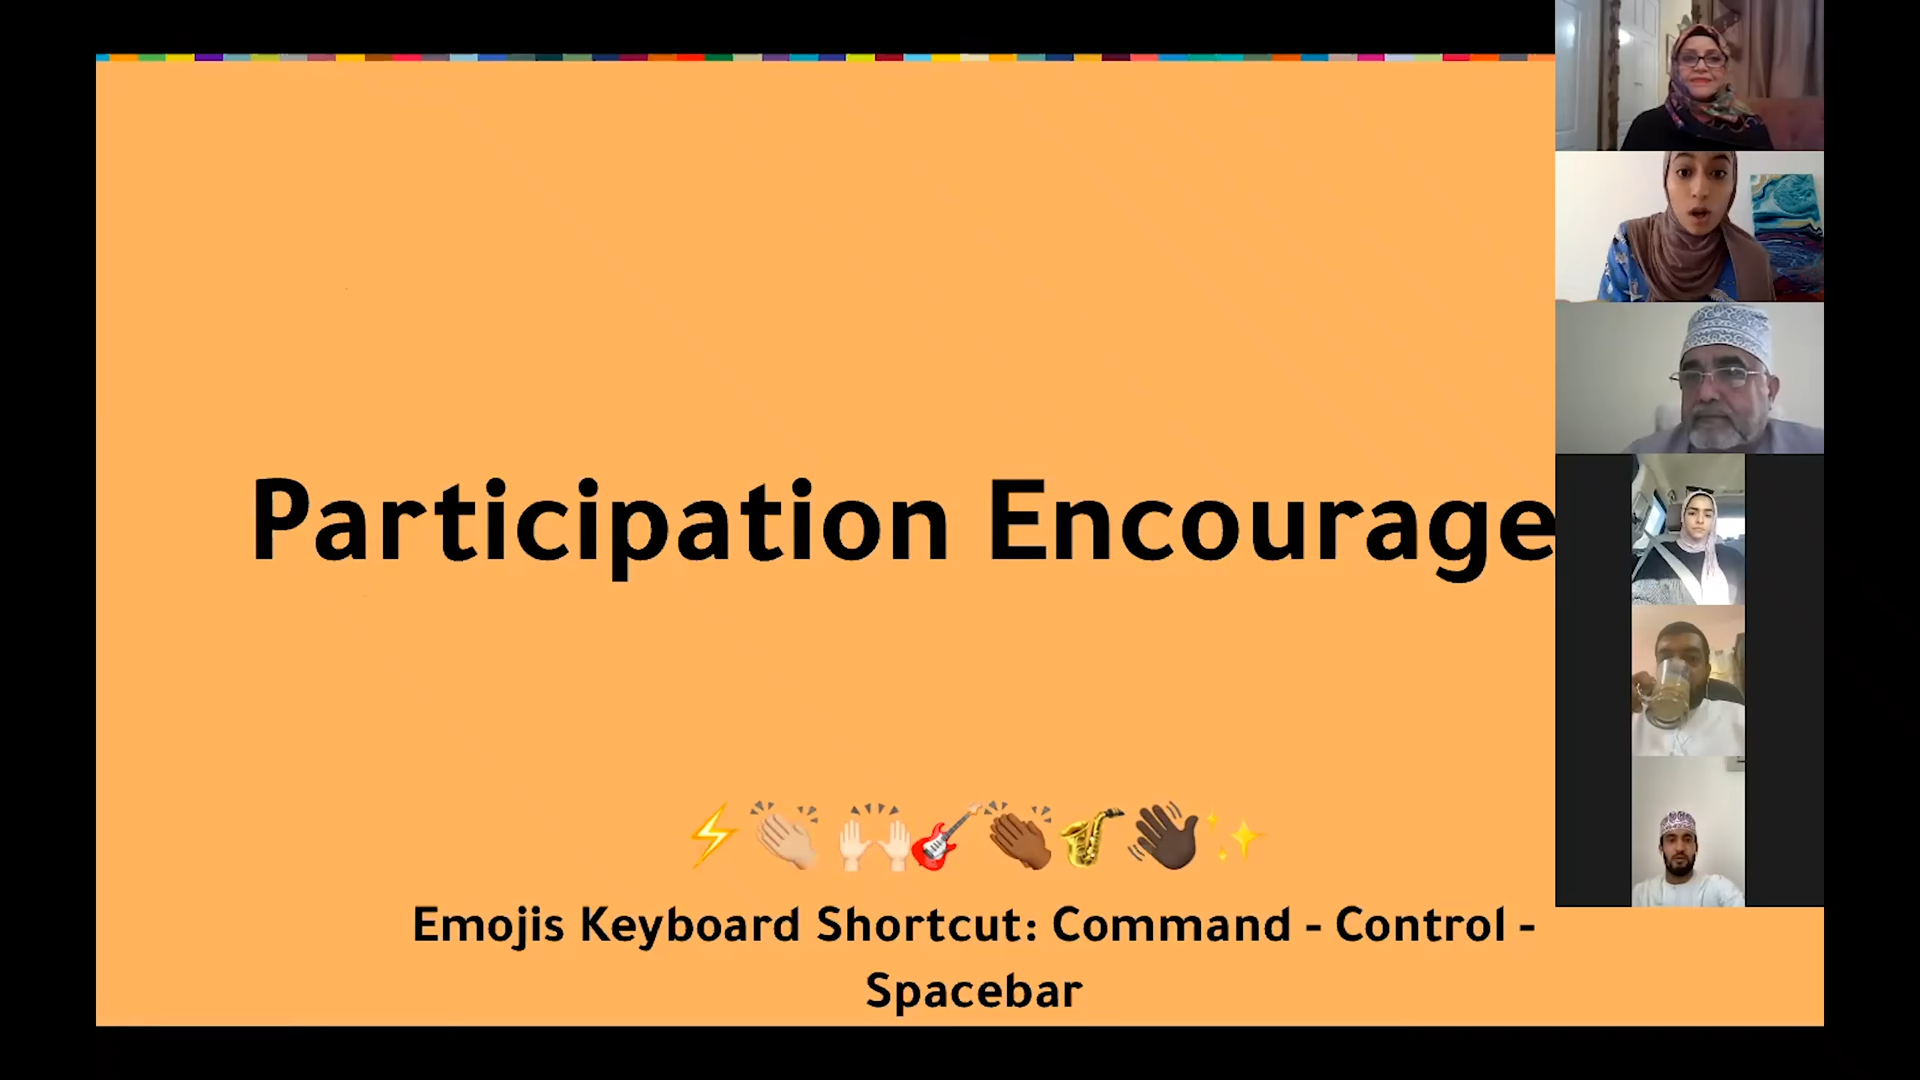 Participation Encourage
Emojis Keyboard Shortcut: Command - Control -
Spacebar